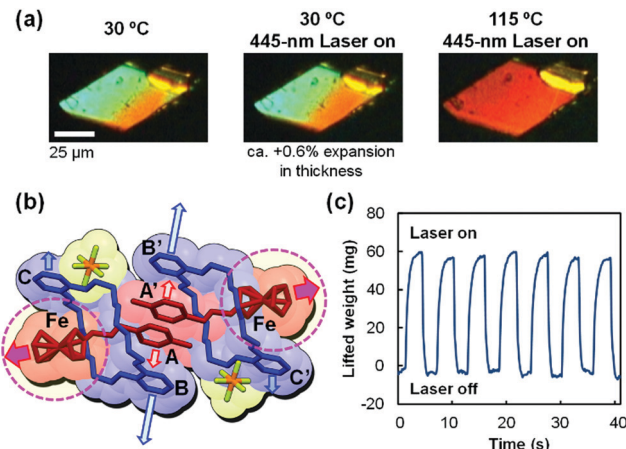 (a)
30 ºC
30 ºC
445-nm Laser on
115 ºC
445-nm Laser on
25 µm
ca. +0.6% expansion
in thickness
(b)
B'
C
A'
Fe
Fe
A
B
C'
(c)
Lifted weight (mg)
80
60
40
20
0
-20
Laser on
Laser off
0
10
20
30
40
Time (s)